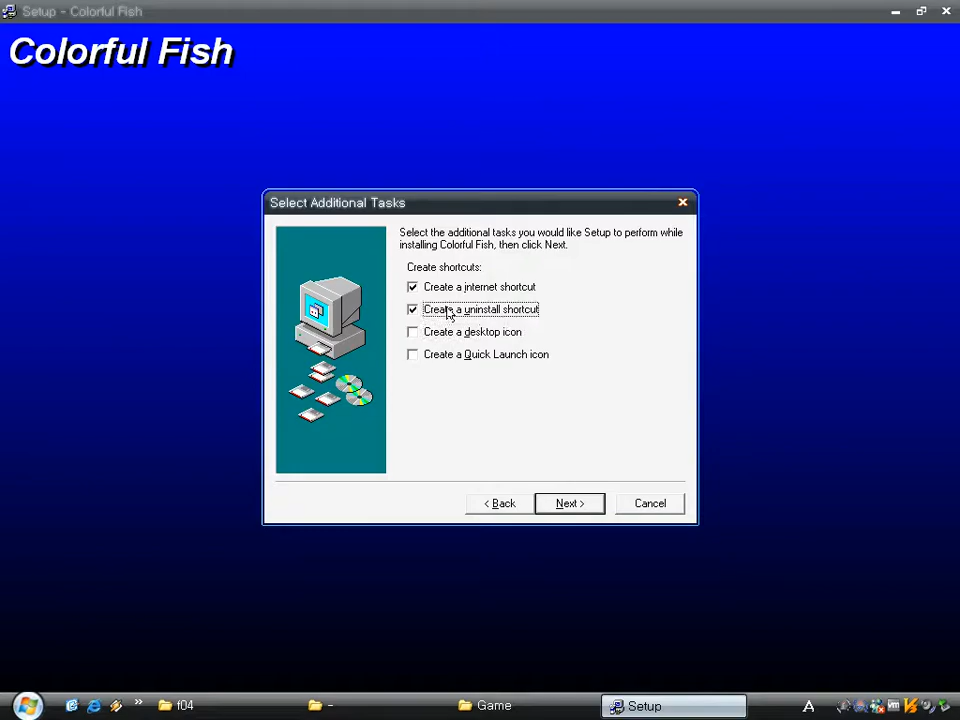 Setup - Colorful Fish
Colorful Fish
Select Additional Tasks
Select the additional tasks you would like Setup to perform while
installing Colorful Fish, then click Next.
Create shortcuts:
Create a internet shortcut
Create a uninstall shortcut
Create a desktop icon
Create a Quick Launch icon
< Back
Next >
Cancel
f04
-
Game
Setup
A